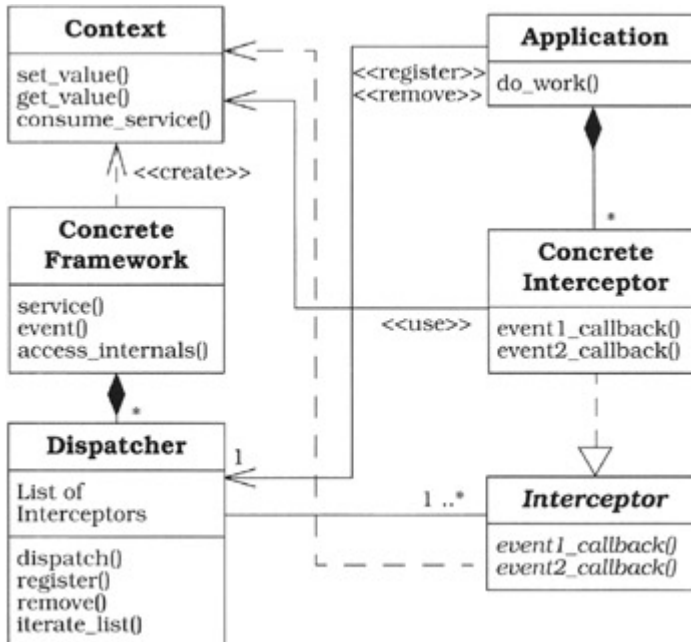 Context
set_value()
get_value()
consume_service()
Application
do_work()
<<register>>
<<remove>>
<<create>>
*
Concrete
Framework
service()
event()
access_internals()
Concrete
Interceptor
event1_callback()
event2_callback()
<<use>>
*
Dispatcher
List of
Interceptors
dispatch()
register()
remove()
iterate_list()
1
1 ..*
Interceptor
event1_callback()
event2_callback()